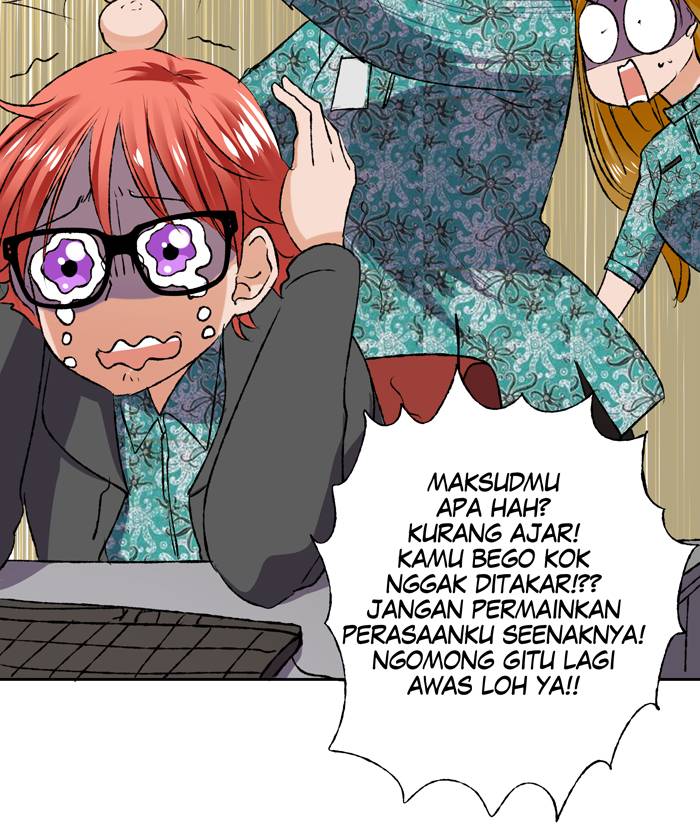 MAKSUDMU
APA HAH?
KURANG AJAR!
KAMU BEGO KOK
NGGAK DITAKAR!??
JANGAN PERMAINKAN
PERASAANKU SEENAKNYA!
NGOMONG GITU LAGI
AWAS LOH YA!!